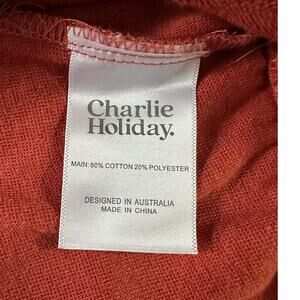 Charlie
Holiday.
MAIN: 80% COTTON 20% POLYESTER
DESIGNED IN AUSTRALIA
MADE IN CHINA